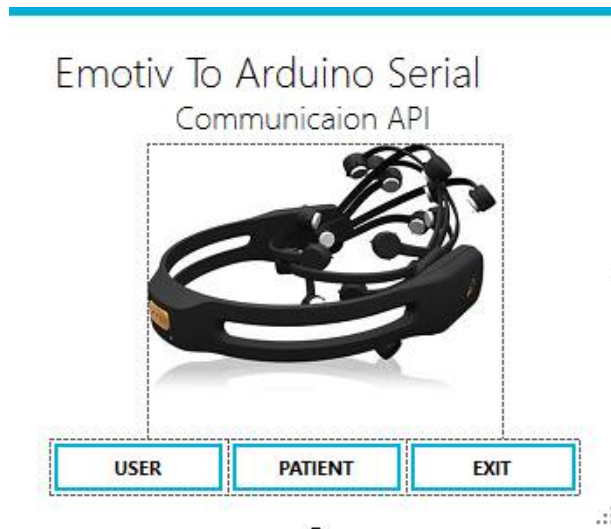 Emotiv To Arduino Serial
Communicaion API
USER
PATIENT
EXIT